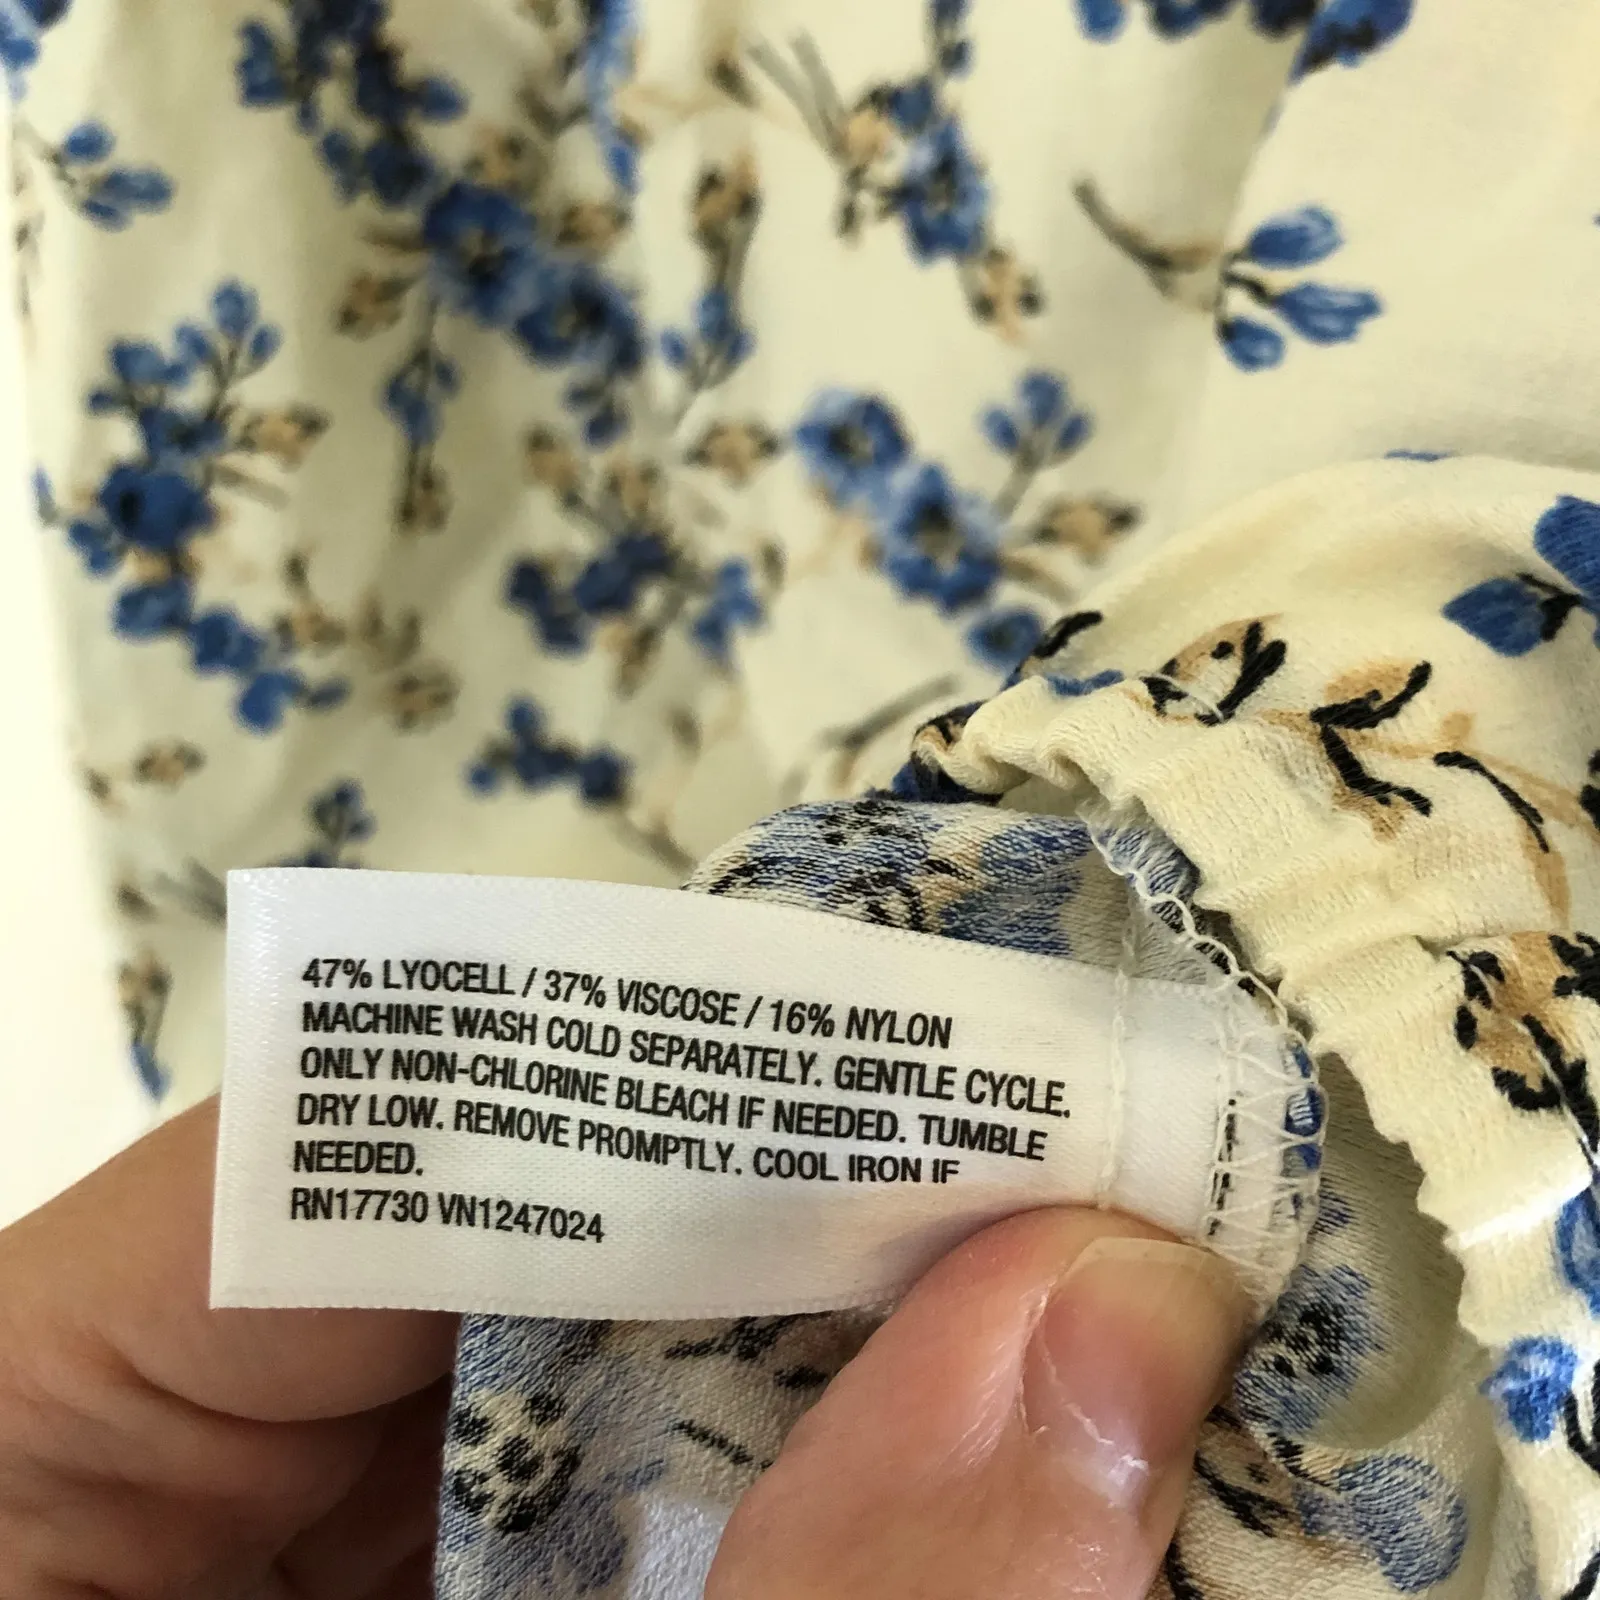 47% LYOCELL / 37% VISCOSE / 16% NYLON
MACHINE WASH COLD SEPARATELY. GENTLE CYCLE.
ONLY NON-CHLORINE BLEACH IF NEEDED. TUMBLE
DRY LOW. REMOVE PROMPTLY. COOL IRON IF
NEEDED.
RN17730 VN1247024